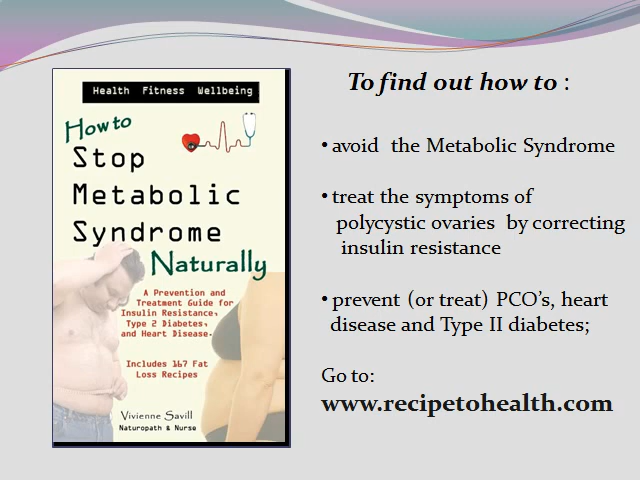 Health Fitness Wellbeing
How to
Stop
Metabolic
Syndrome
Naturally
A Prevention and
Treatment Guide for
Insulin Resistance,
Type 2 Diabetes,
and Heart Disease.
Includes 167 Fat
Loss Recipes
Vivienne Savill
Naturopath & Nurse
To find out how to :
• avoid the Metabolic Syndrome
• treat the symptoms of
polycystic ovaries by correcting
insulin resistance
• prevent (or treat) PCO’s, heart
disease and Type II diabetes;
Go to:
www.recipetohealth.com